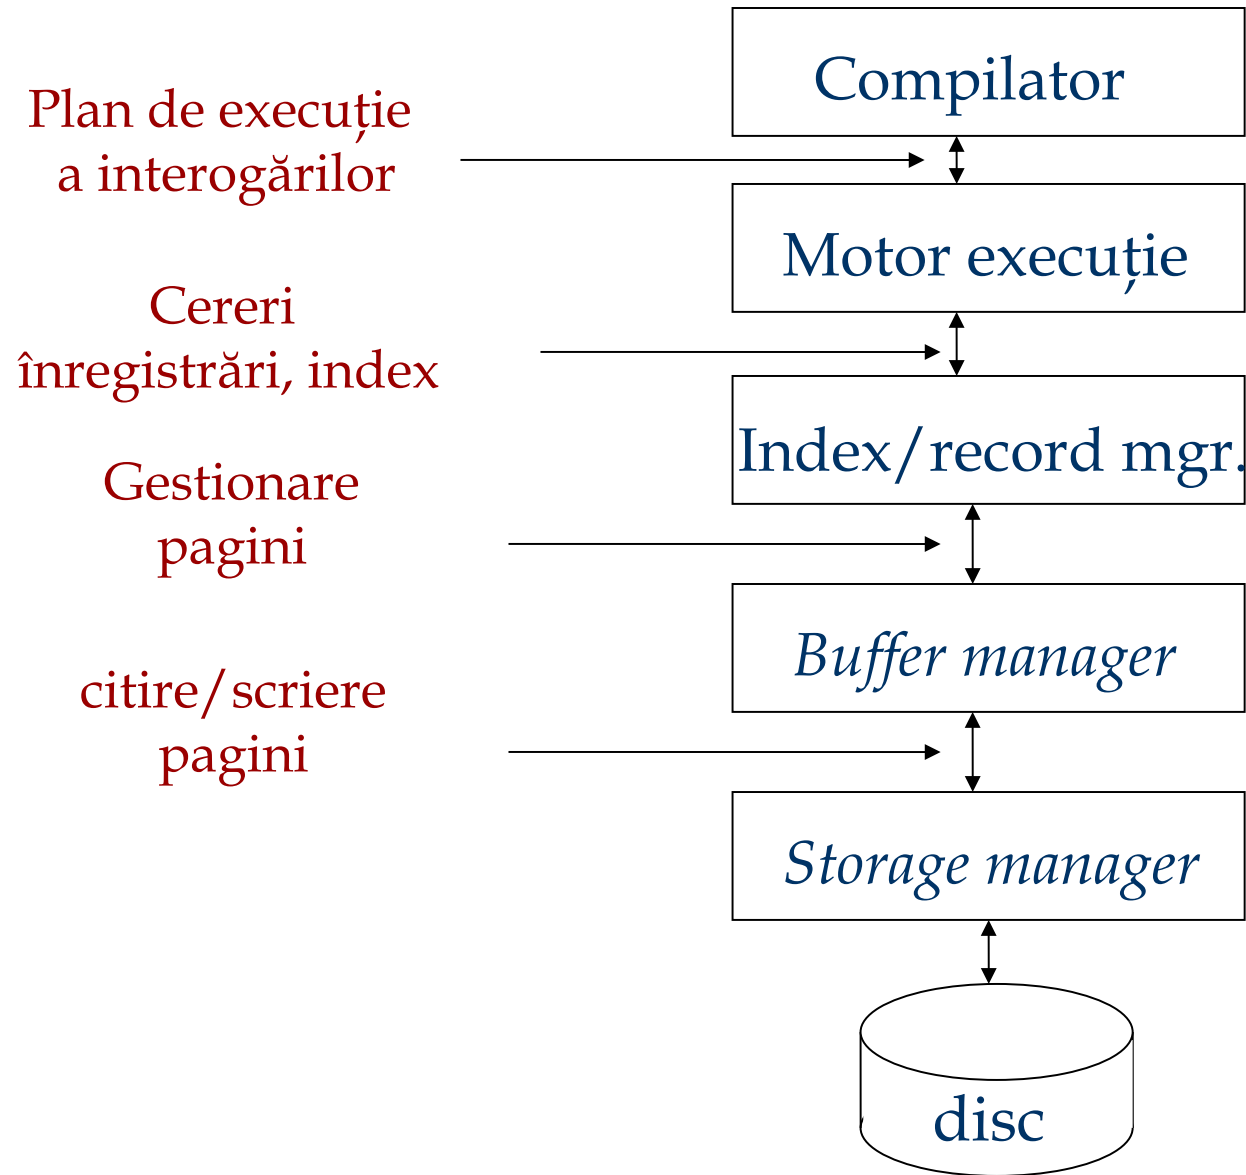 Compilator
Plan de execuție
a interogărilor
Motor execuție
Cereri
înregistrări, index
Index/record mgr.
Gestionare
pagini
Buffer manager
citire/scriere
pagini
Storage manager
disc